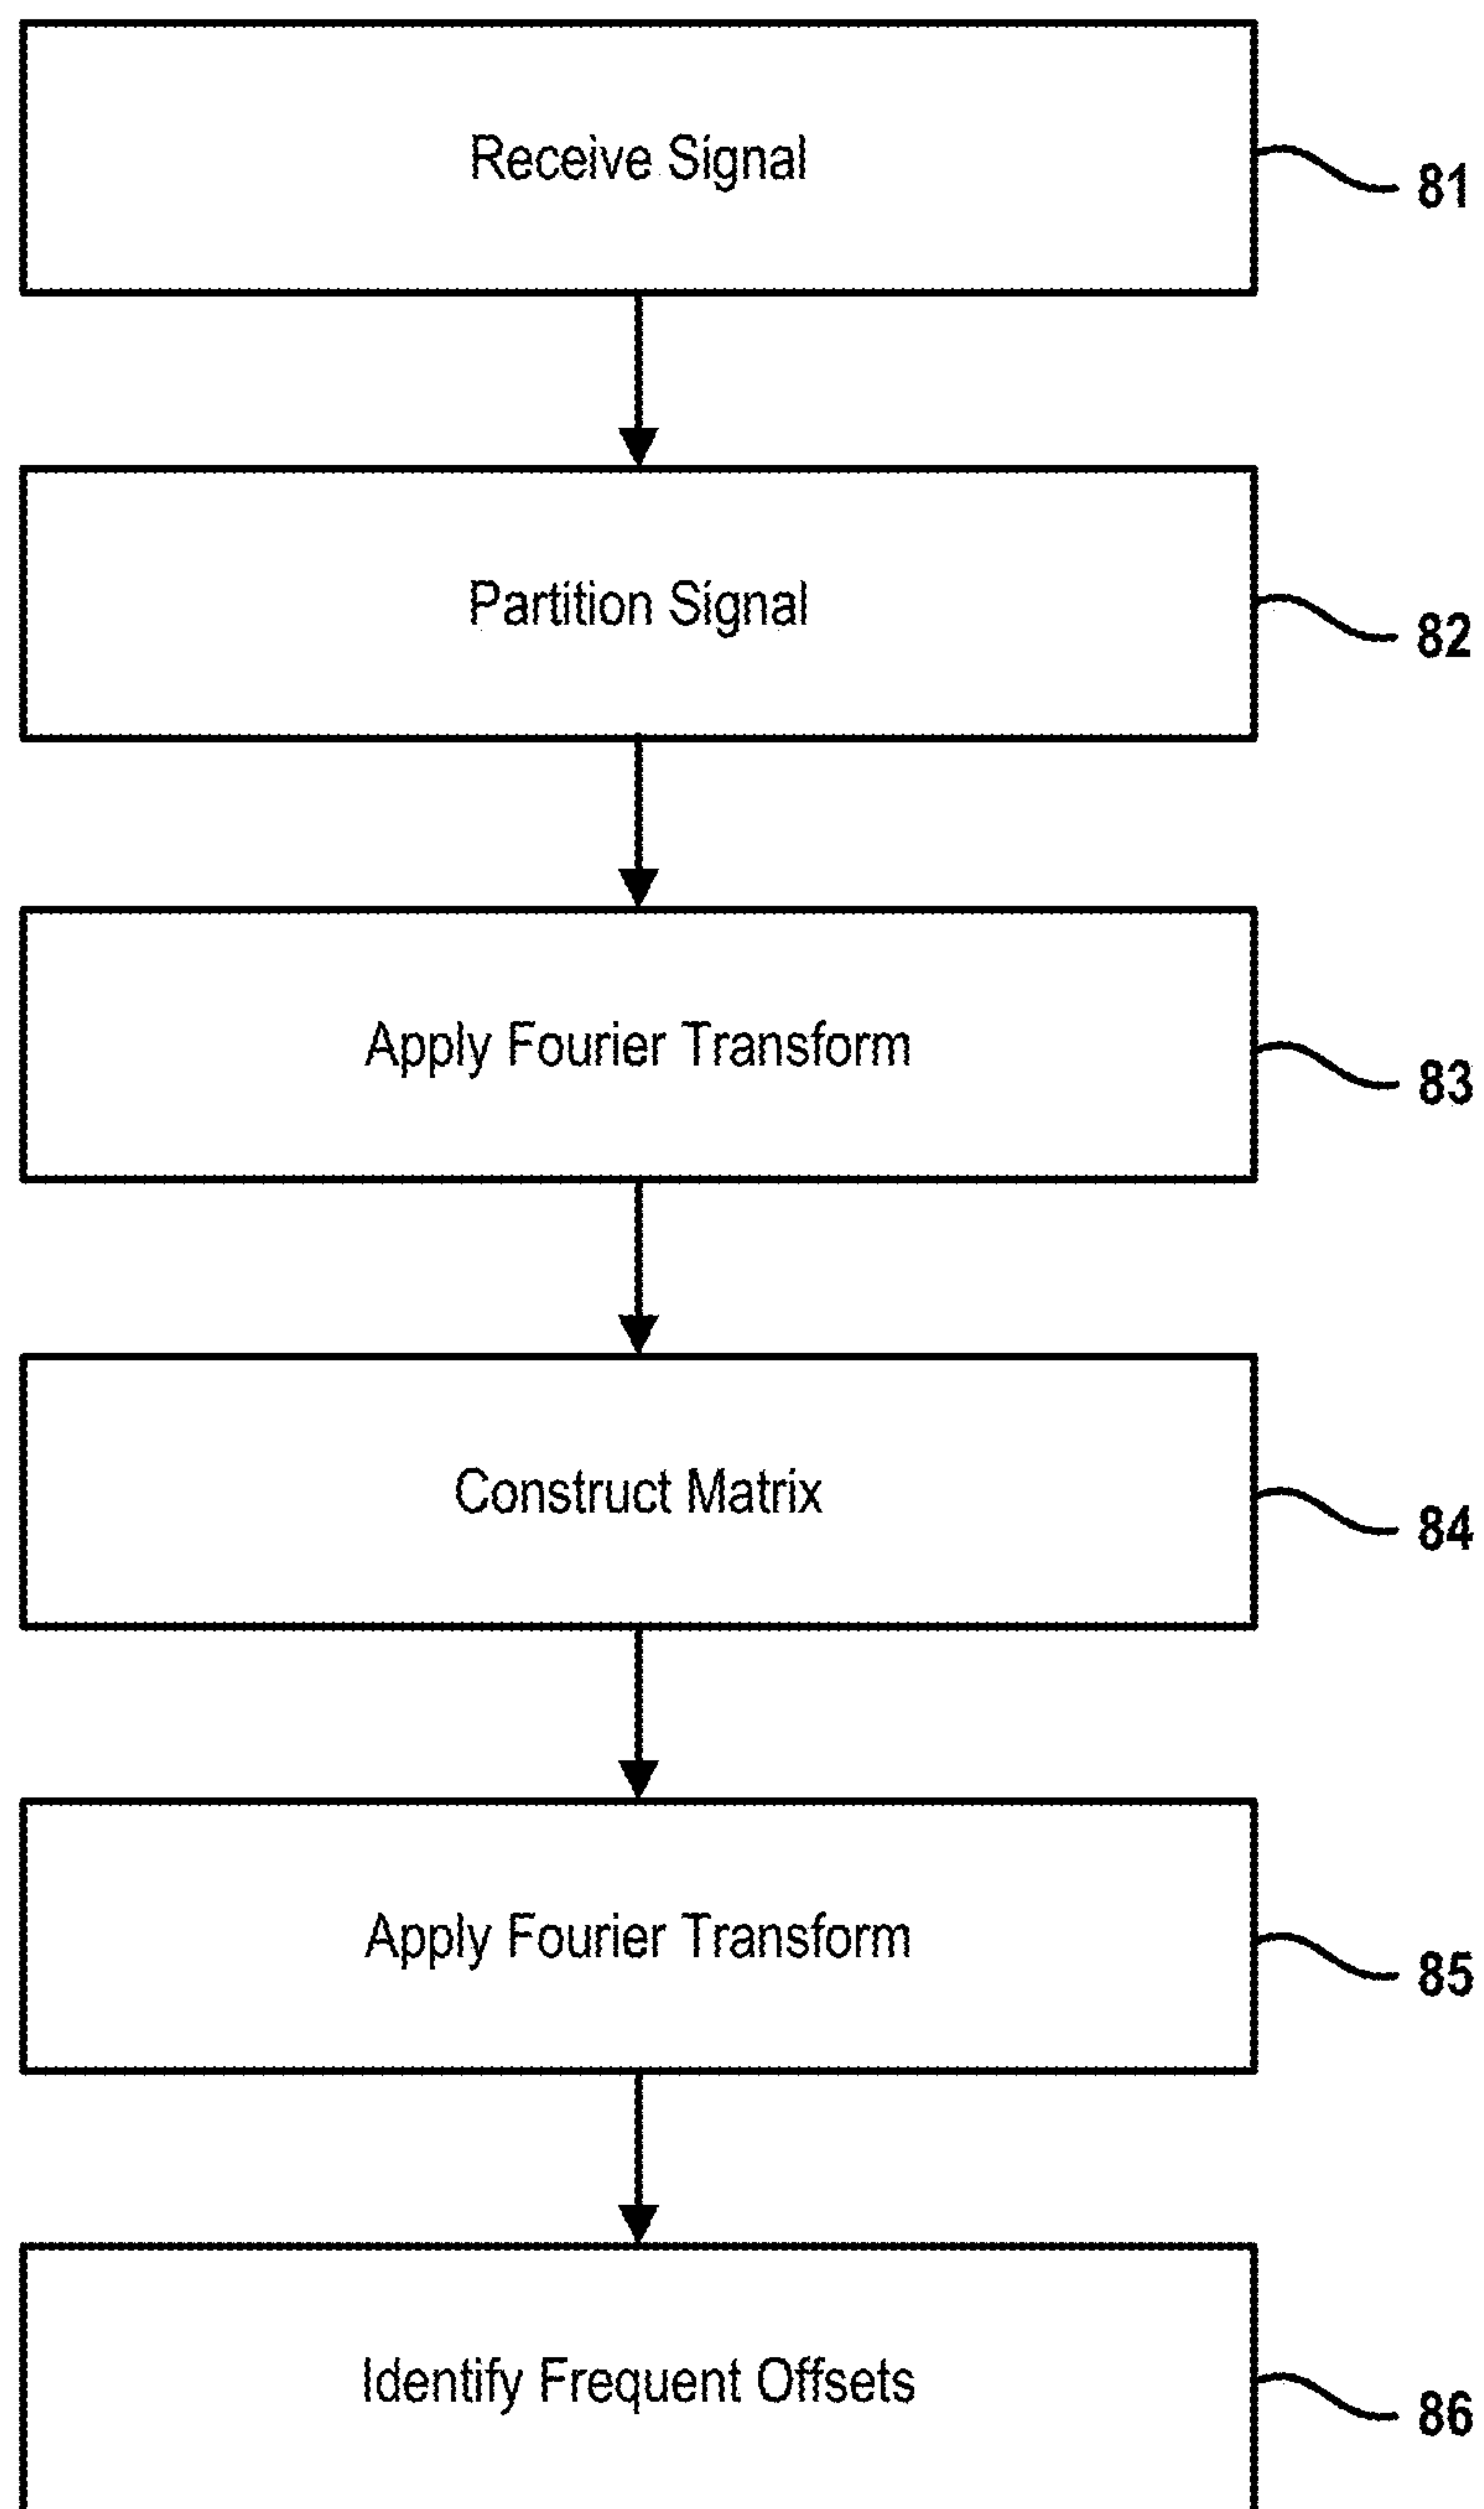 Receive Signal
81
Partition Signal
82
Apply Fourier Transform
83
Construct Matrix
84
Apply Fourier Transform
85
Identify Frequent Offsets
86